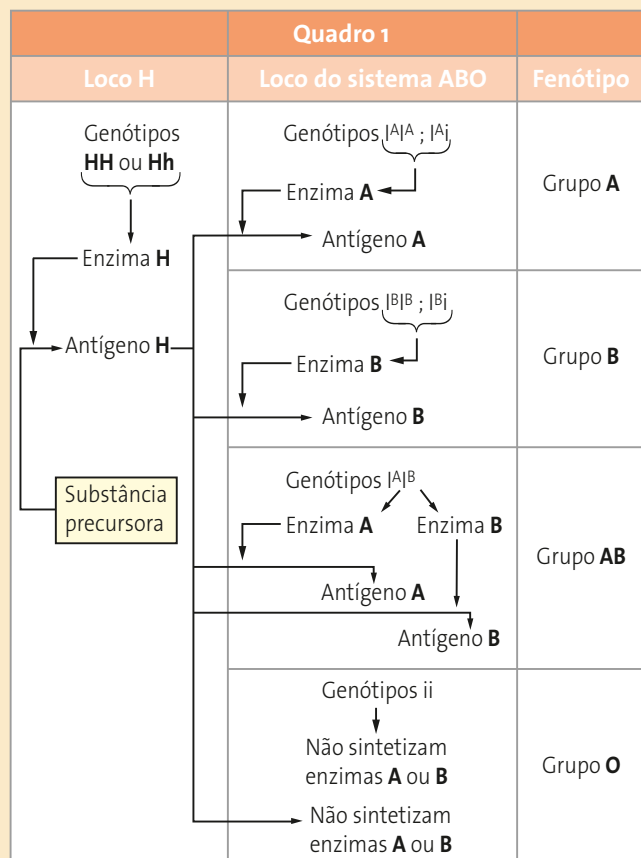 Quadro 1
Loco H
Loco do sistema ABO
Fenótipo
Genótipos
HH ou Hh
Enzima H
Antígeno H
Substância
precursora
Genótipos IAIA ; IAi
Enzima A
Antígeno A
Grupo A
Genótipos IBIB ; IBi
Enzima B
Antígeno B
Grupo B
Genótipos IAIB
Enzima A
Enzima B
Antígeno A
Antígeno B
Grupo AB
Genótipos ii
Não sintetizam
enzimas A ou B
Não sintetizam
enzimas A ou B
Grupo O